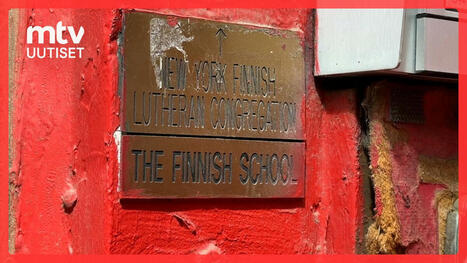 mtv
UUTISET
NEW YORK FINNISH
LUTHERAN CONGREGATION
THE FINNISH SCHOOL